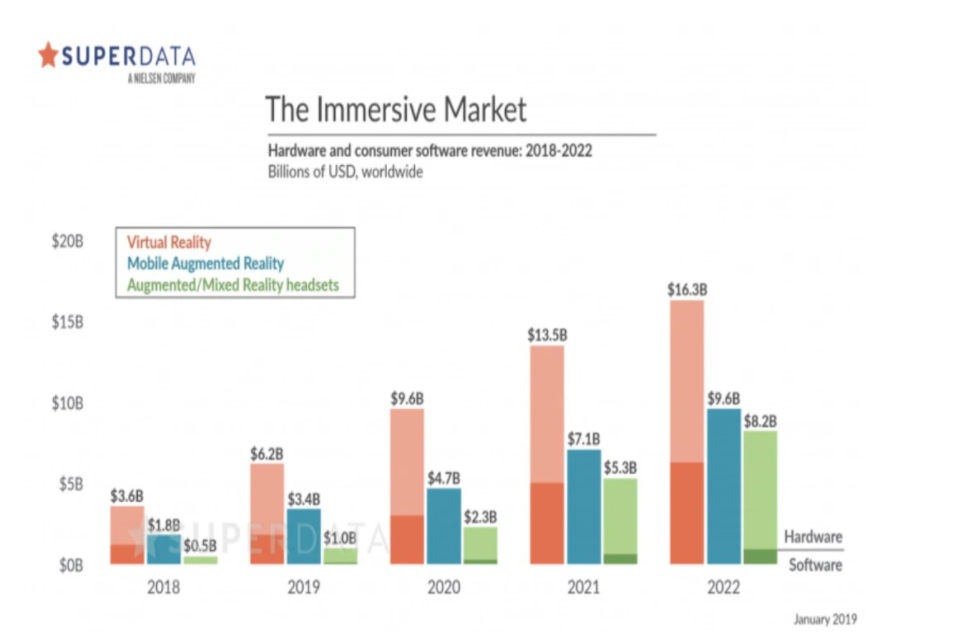 SUPERDATA
A NIELSEN COMPANY
The Immersive Market
Hardware and consumer software revenue: 2018-2022
Billions of USD, worldwide
$20B
$15B
$10B
$5B
$0B
Virtual Reality
Mobile Augmented Reality
Augmented/Mixed Reality headsets
$3.6B
$1.8B
$0.5B
$6.2B
$3.4B
$1.0B
$9.6B
$4.7B
$2.3B
$13.5B
$7.1B
$5.3B
$16.3B
$9.6B
$8.2B
SUPERDATA
Hardware
Software
2018 2019 2020 2021 2022
January 2019